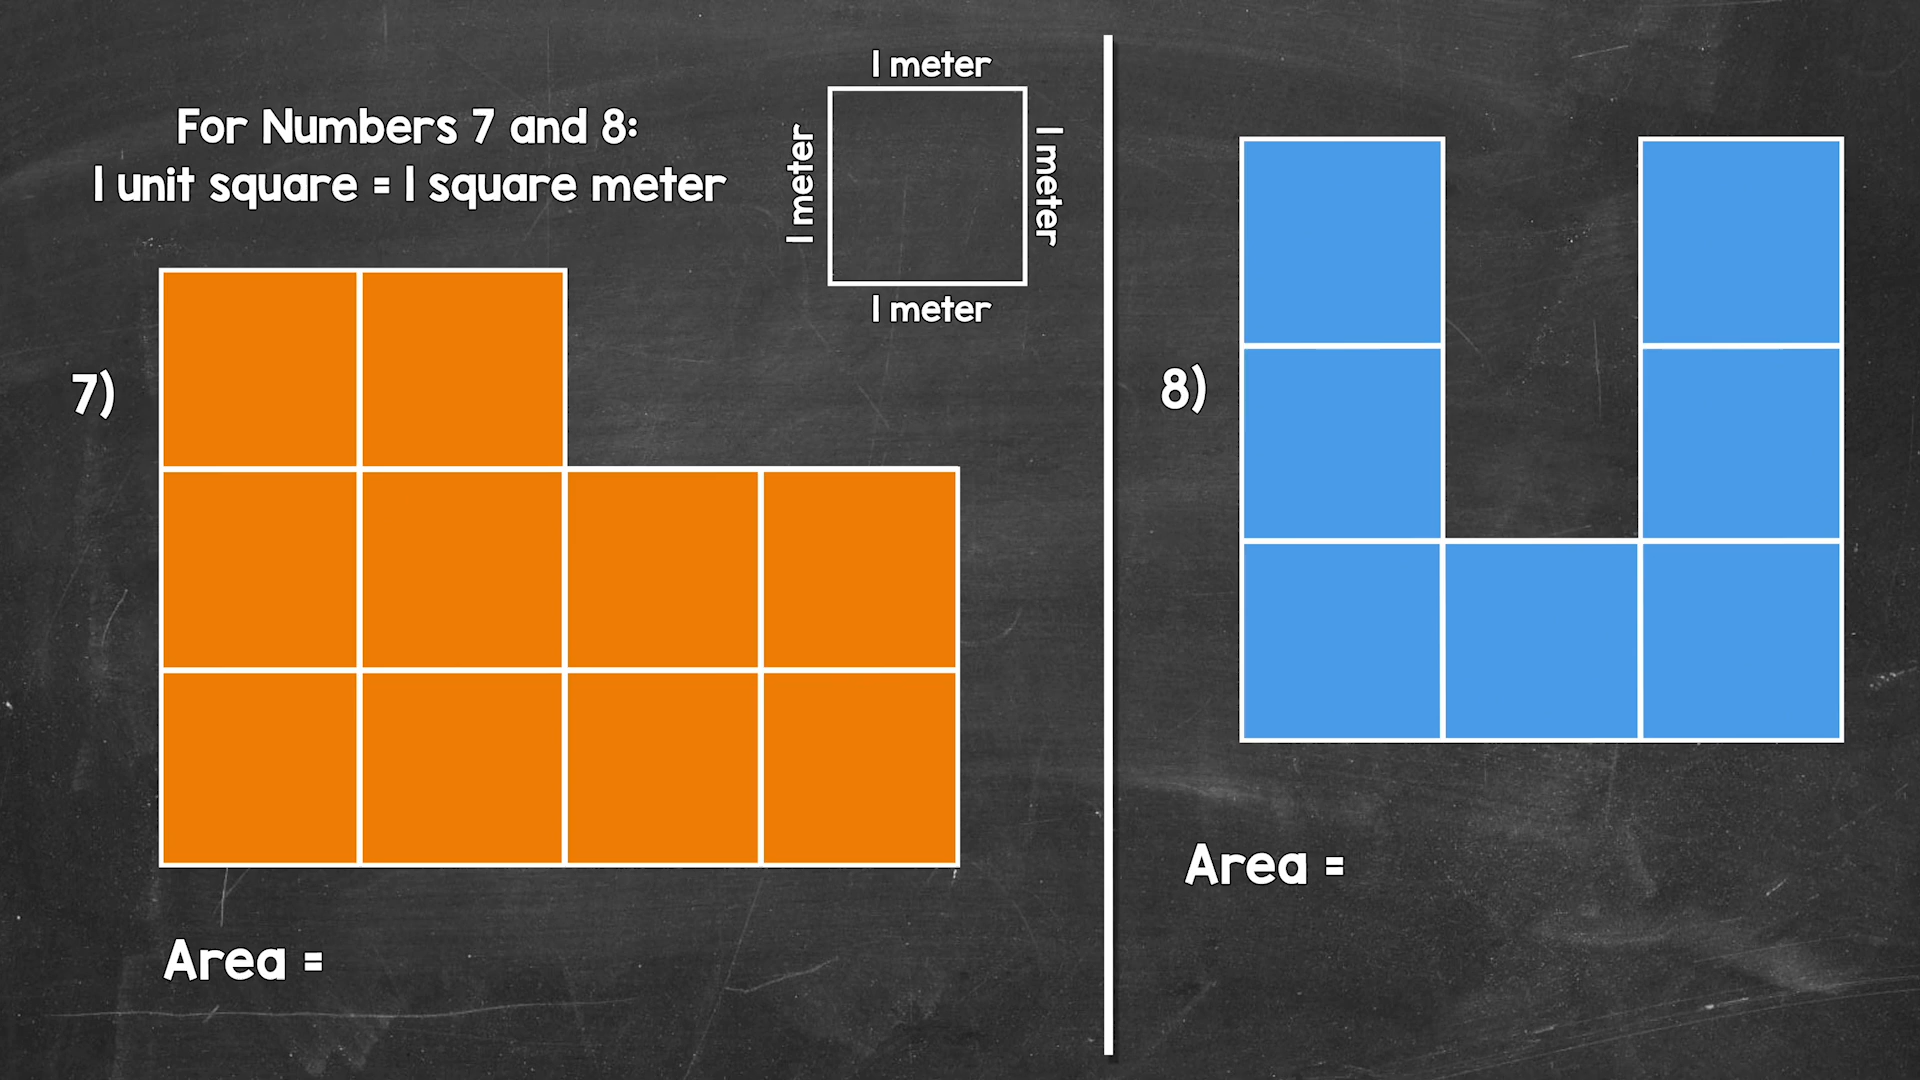 For Numbers 7 and 8:
1 unit square = 1 square meter
1 meter
1 meter
1 meter
1 meter
7)
Area =
8)
Area =